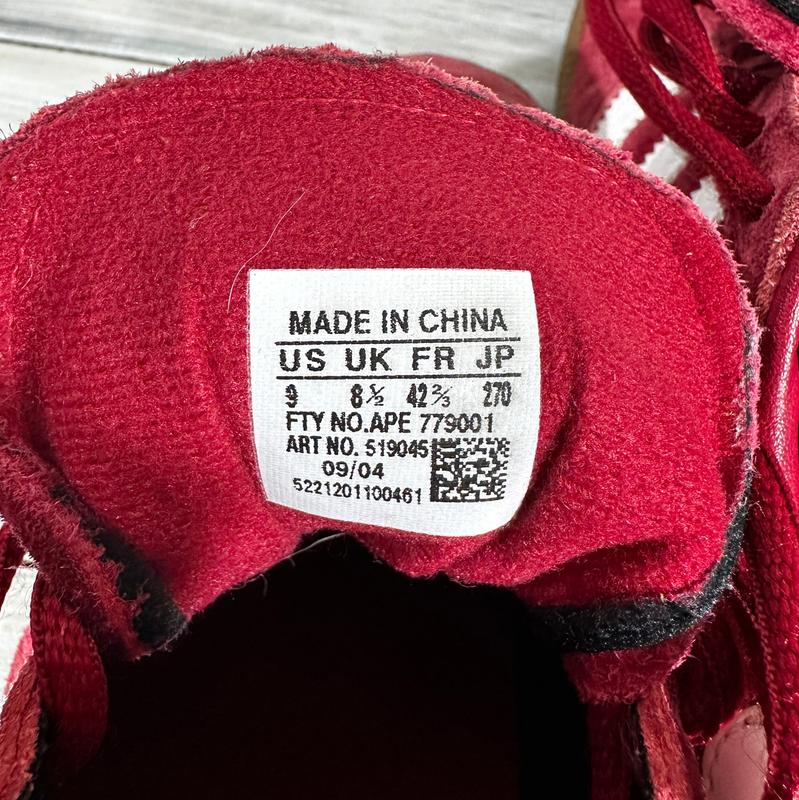 MADE IN CHINA
US UK FR JP
9 8½ 42⅔ 270
FTY NO.APE 779001
ART NO. 519045
09/04
5221201100461